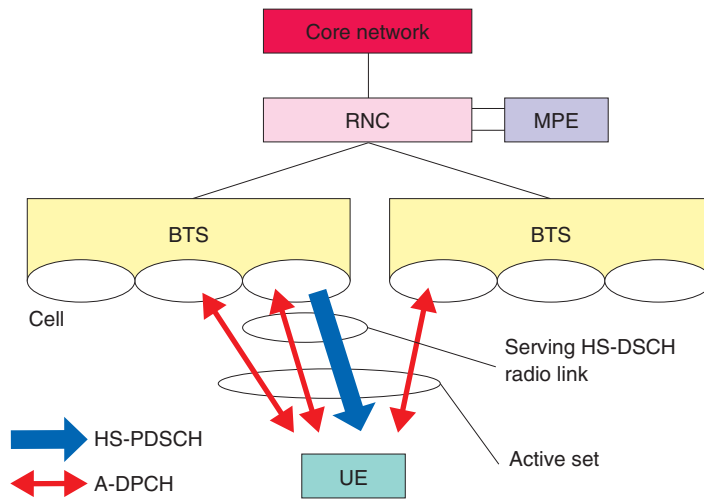 Core network
RNC
MPE
BTS
BTS
Cell
Serving HS-DSCH
radio link
HS-PDSCH
Active set
A-DPCH
UE